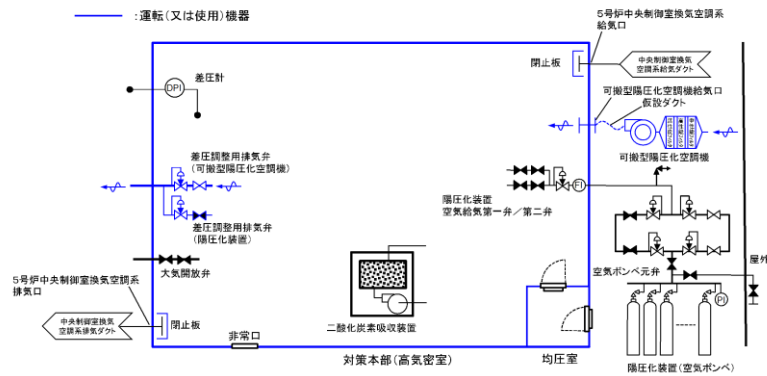 :運転(又は使用)機器
5号炉中央制御室換気空調系
給気口
閉止板
中央制御室換気
空調系給気ダクト
差圧計
DPI
可搬型陽圧化空調機給気口
仮設ダクト
可搬型陽圧化空調機
差圧調整用排気弁
(可搬型陽圧化空調機)
陽圧化装置
空気給気第一弁/第二弁
FI
差圧調整用排気弁
(陽圧化装置)
大気開放弁
5号炉中央制御室換気空調系
排気口
空気ボンベ元弁
屋外
PI
中央制御室換気
空調系排気ダクト
閉止板
二酸化炭素吸収装置
非常口
対策本部(高気密室)
均圧室
陽圧化装置(空気ボンベ)